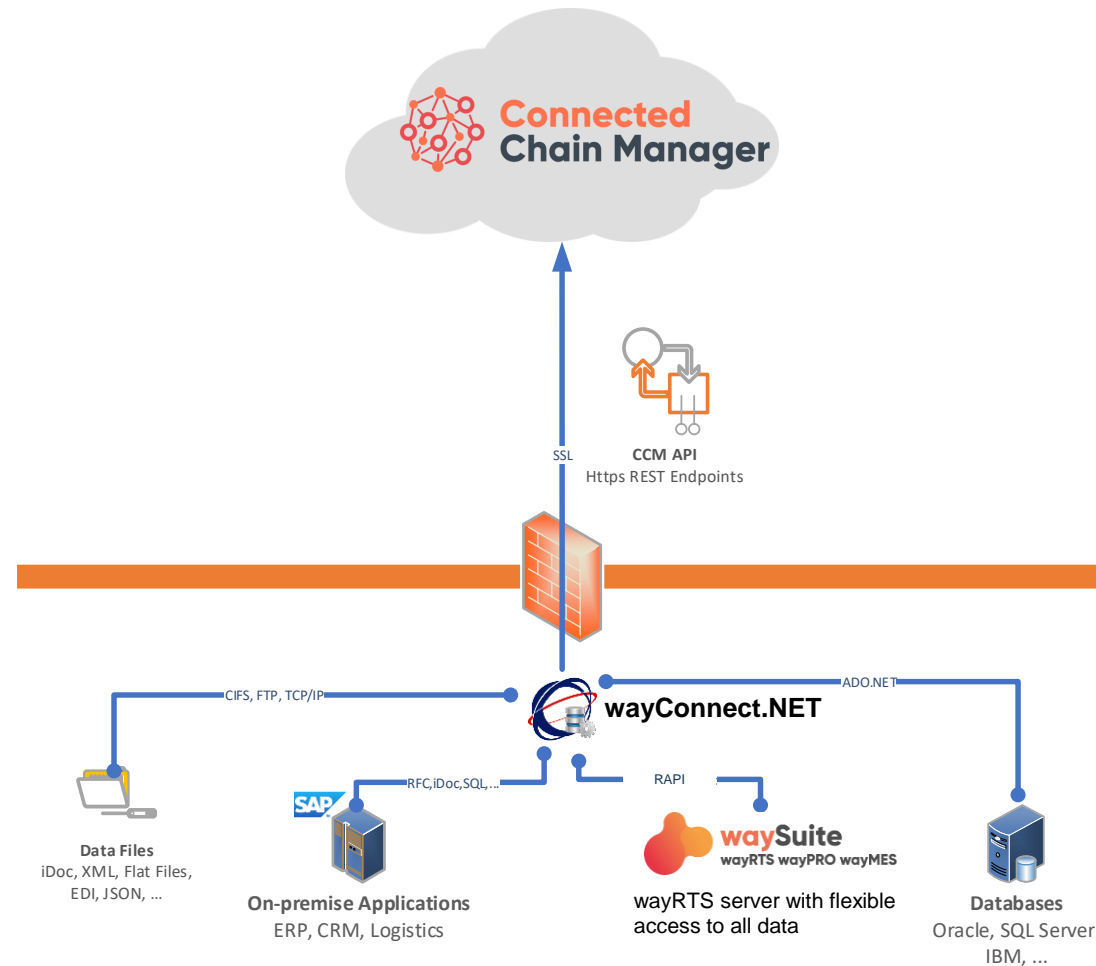 Connected
Chain Manager
SSL
CCM API
Https REST Endpoints
CIFS, FTP, TCP/IP
ADO.NET
wayConnect.NET
RFC,iDoc,SQL,...
RAPI
SAP
waySuite
wayRTS wayPRO wayMES
Data Files
iDoc, XML, Flat Files,
EDI, JSON, ...
On-premise Applications
ERP, CRM, Logistics
wayRTS server with flexible
access to all data
Databases
Oracle, SQL Server
IBM, ...